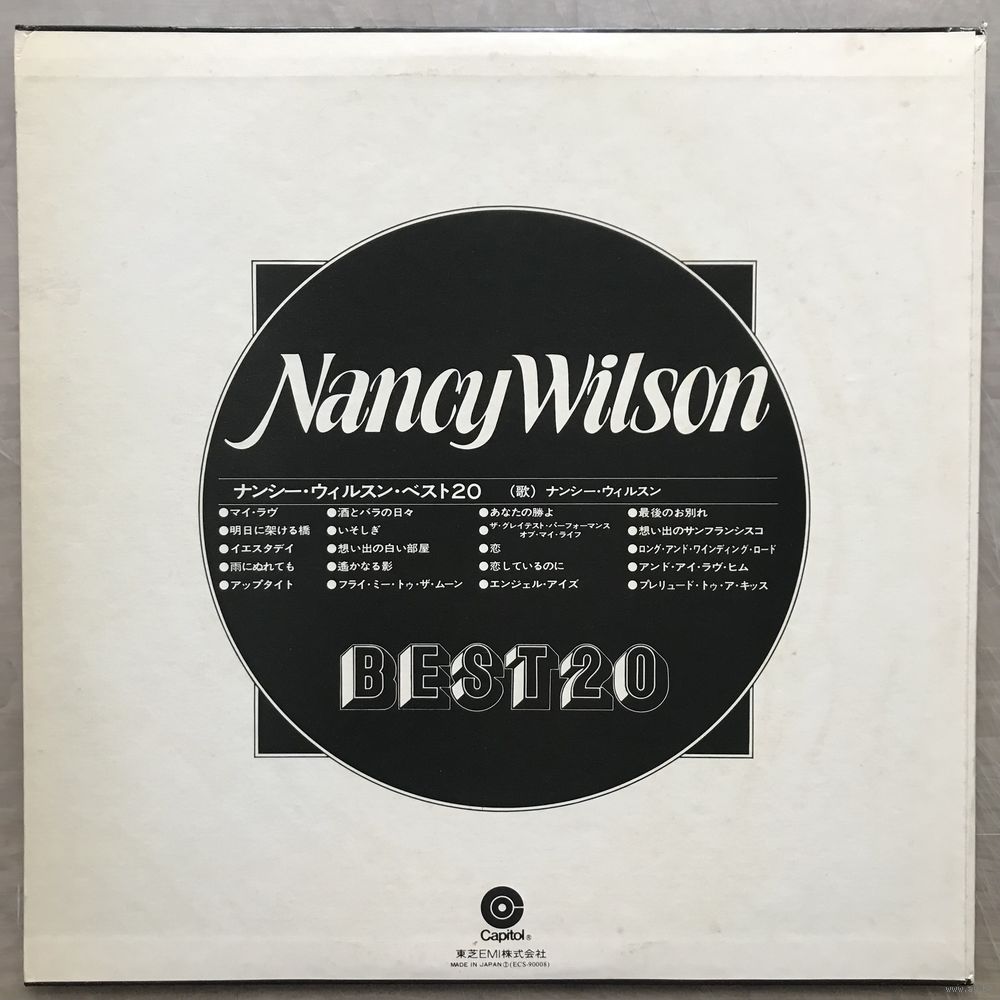 Nancy Wilson
ナンシー・ウィルスン・ベスト20 (歌) ナンシー・ウィルスン
●マイ・ラヴ
●明日に架ける橋
●イエスタデイ
●雨にぬれても
●アップタイト
●酒とバラの日々
●いそしぎ
●想い出の白い部屋
●遥かなる影
●フライ・ミー・トゥ・ザ・ムーン
●あなたの勝よ
●ザ・グレイテスト・パーフォーマンス
オブ・マイ・ライフ
●恋
●恋しているのに
●エンジェル・アイズ
●最後のお別れ
●想い出のサンフランシスコ
●ロング・アンド・ワインディング・ロード
●アンド・アイ・ラヴ・ヒム
●プレリュード・トゥ・ア・キッス
BEST20
Capitol®
東芝EMI株式会社
MADE IN JAPAN Ⓣ (ECS-90008)